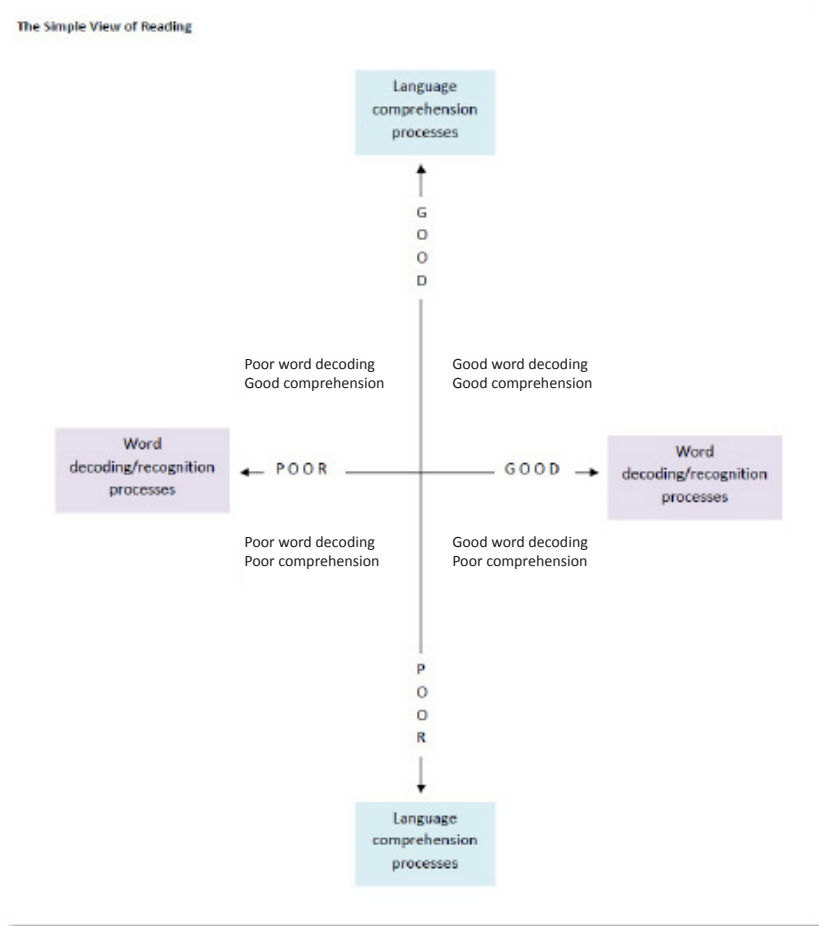 The Simple View of Reading
Language
comprehension
processes
G
O
O
D
Poor word decoding
Good comprehension
Good word decoding
Good comprehension
Word
decoding/recognition
processes
POOR
GOOD
Word
decoding/recognition
processes
Poor word decoding
Poor comprehension
Good word decoding
Poor comprehension
P
O
O
R
Language
comprehension
processes